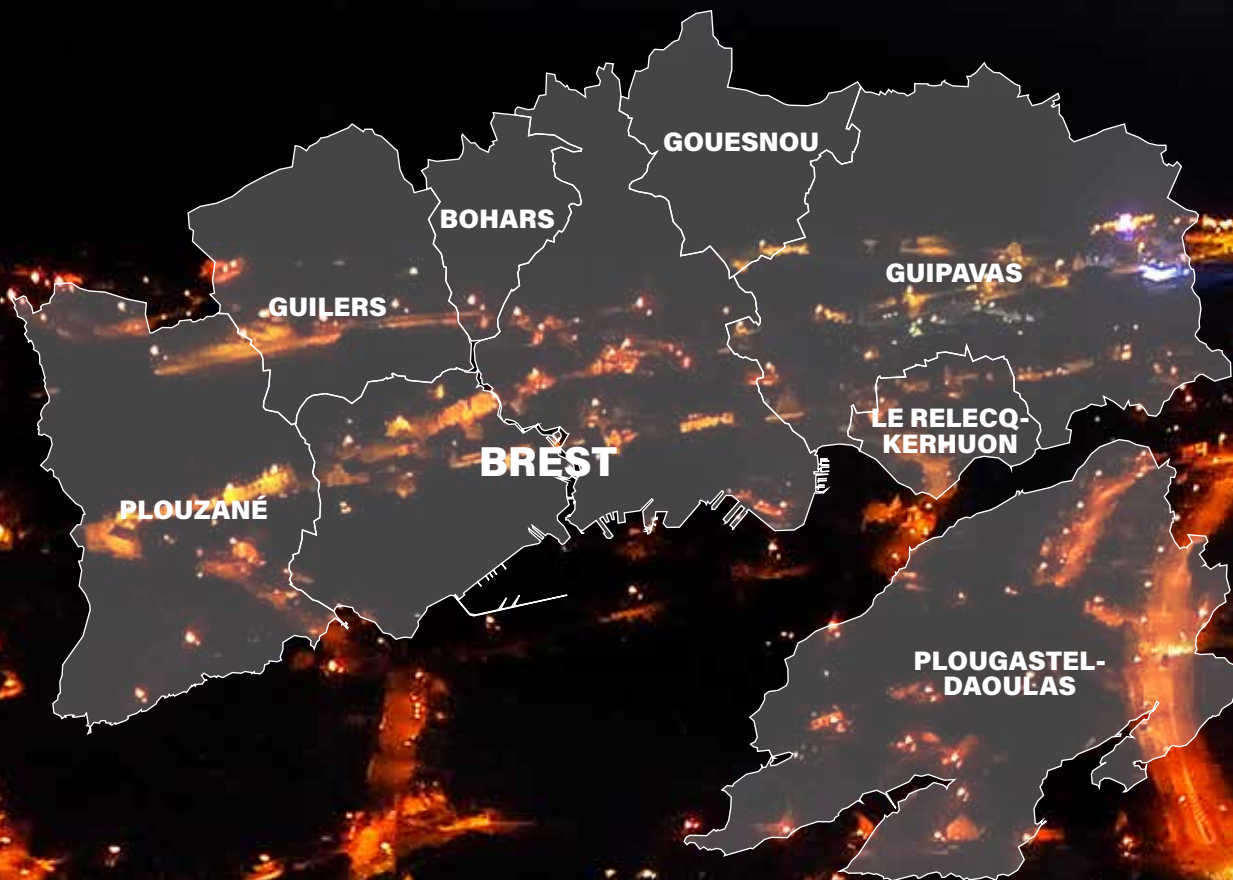 GOUESNOU
BOHARS
GUIPAVAS
GUILERS
LE RELECQ-
KERHUON
BREST
PLOUZANÉ
PLOUGASTEL-
DAOULAS